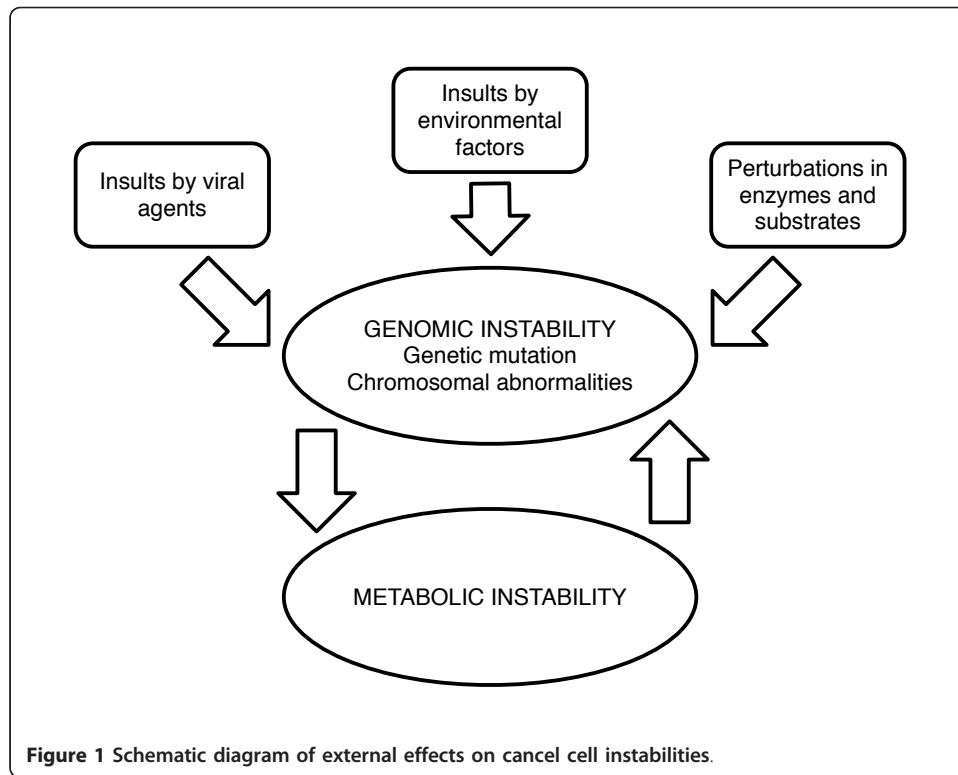 Insults by
environmental
factors
Insults by viral
agents
Perturbations in
enzymes and
substrates
GENOMIC INSTABILITY
Genetic mutation
Chromosomal abnormalities
METABOLIC INSTABILITY
Figure 1 Schematic diagram of external effects on cancel cell instabilities.